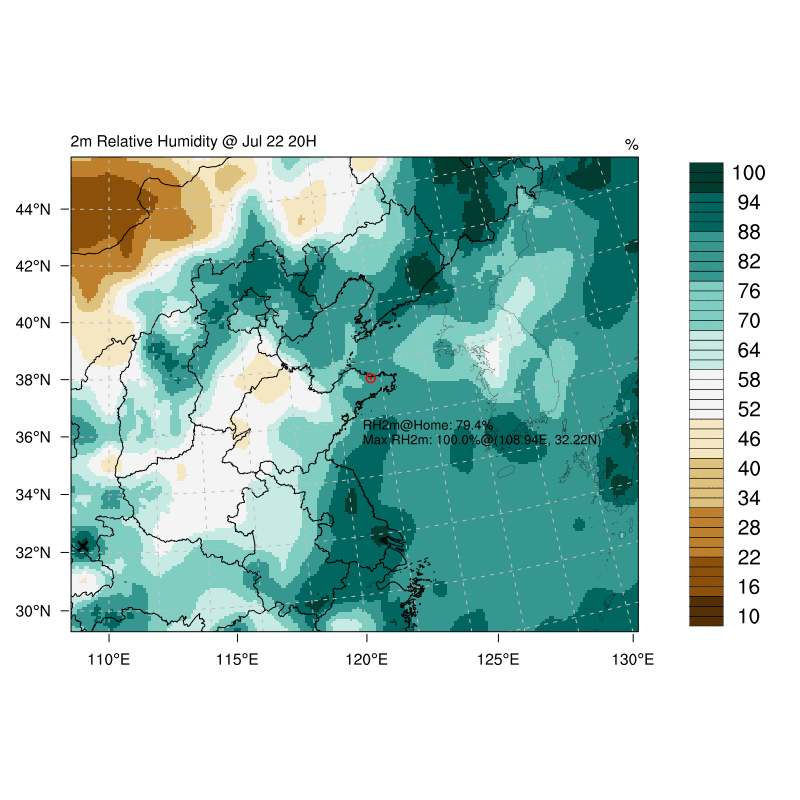 2m Relative Humidity @ Jul 22 20H
%
100
94
88
82
76
70
64
58
52
46
40
34
28
22
16
10
44°N
42°N
40°N
38°N
36°N
34°N
32°N
30°N
RH2m@Home: 79.4%
Max RH2m: 100.0%@(108.94E, 32.22N)
110°E 115°E 120°E 125°E 130°E